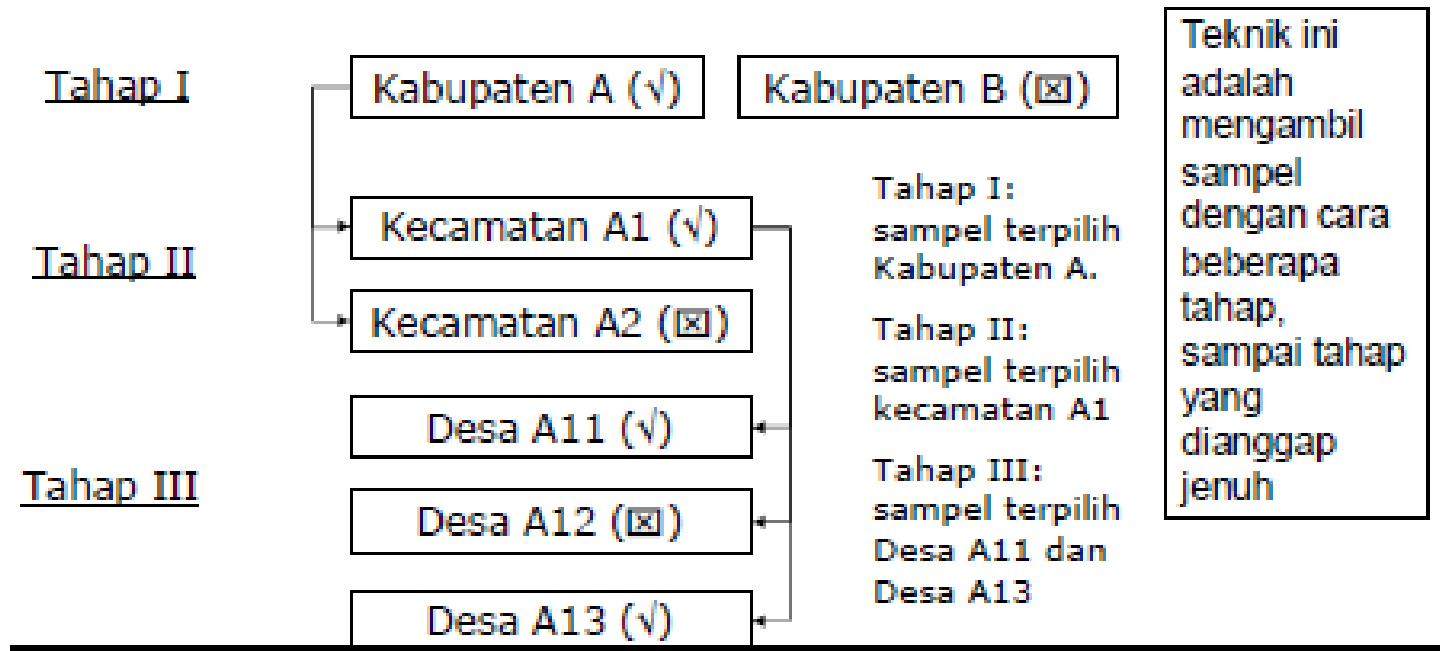 Tahap I
Kabupaten A (√)
Kabupaten B (☒)
Tahap II
Kecamatan A1 (√)
Kecamatan A2 (☒)
Tahap III
Desa A11 (√)
Desa A12 (☒)
Desa A13 (√)
Tahap I:
sampel terpilih
Kabupaten A.
Tahap II:
sampel terpilih
kecamatan A1
Tahap III:
sampel terpilih
Desa A11 dan
Desa A13
Teknik ini
adalah
mengambil
sampel
dengan cara
beberapa
tahap,
sampai tahap
yang
dianggap
jenuh